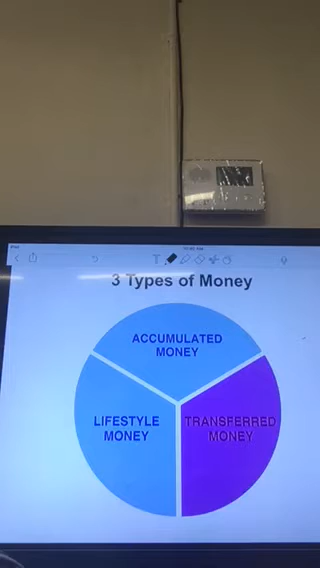 3 Types of Money
ACCUMULATED
MONEY
LIFESTYLE
MONEY
TRANSFERRED
MONEY